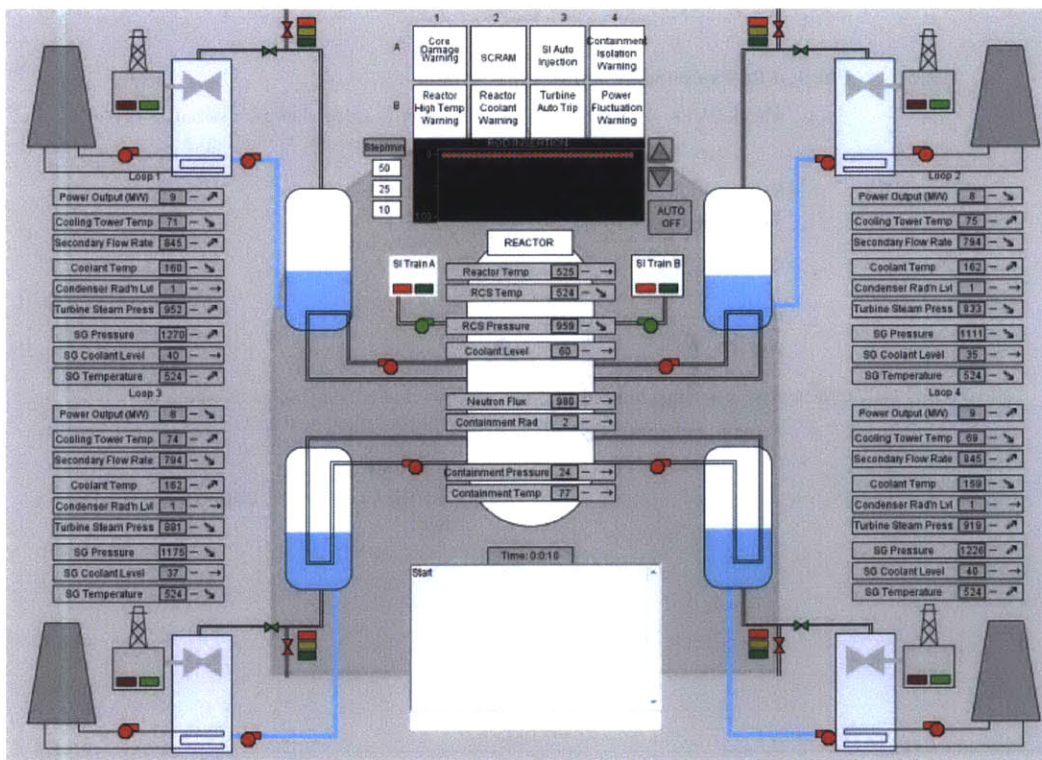 1 2 3 4
A
Core Damage Warning
SCRAM
SI Auto Injection
Containment Isolation Warning
B
Reactor High Temp Warning
Reactor Coolant Warning
Turbine Auto Trip
Power Fluctuation Warning
Step/min
50
25
10
ROD INSERTION
0
AUTO OFF
Loop 1
Power Output (MW) 9
Cooling Tower Temp 71
Secondary Flow Rate 845
Coolant Temp 160
Condenser Rad'n Lvl 1
Turbine Steam Press 952
SG Pressure 1270
SG Coolant Level 40
SG Temperature 524
Loop 3
Power Output (MW) 8
Cooling Tower Temp 74
Secondary Flow Rate 794
Coolant Temp 162
Condenser Rad'n Lvl 1
Turbine Steam Press 881
SG Pressure 1175
SG Coolant Level 37
SG Temperature 524
REACTOR
SI Train A
SI Train B
Reactor Temp 525
RCS Temp 524
RCS Pressure 959
Coolant Level 60
Neutron Flux 980
Containment Rad 2
Containment Pressure 24
Containment Temp 77
Time: 0:0:10
Start
Loop 2
Power Output (MW) 8
Cooling Tower Temp 75
Secondary Flow Rate 794
Coolant Temp 162
Condenser Rad'n Lvl 1
Turbine Steam Press 833
SG Pressure 1111
SG Coolant Level 35
SG Temperature 524
Loop 4
Power Output (MW) 9
Cooling Tower Temp 69
Secondary Flow Rate 845
Coolant Temp 159
Condenser Rad'n Lvl 1
Turbine Steam Press 919
SG Pressure 1226
SG Coolant Level 40
SG Temperature 524